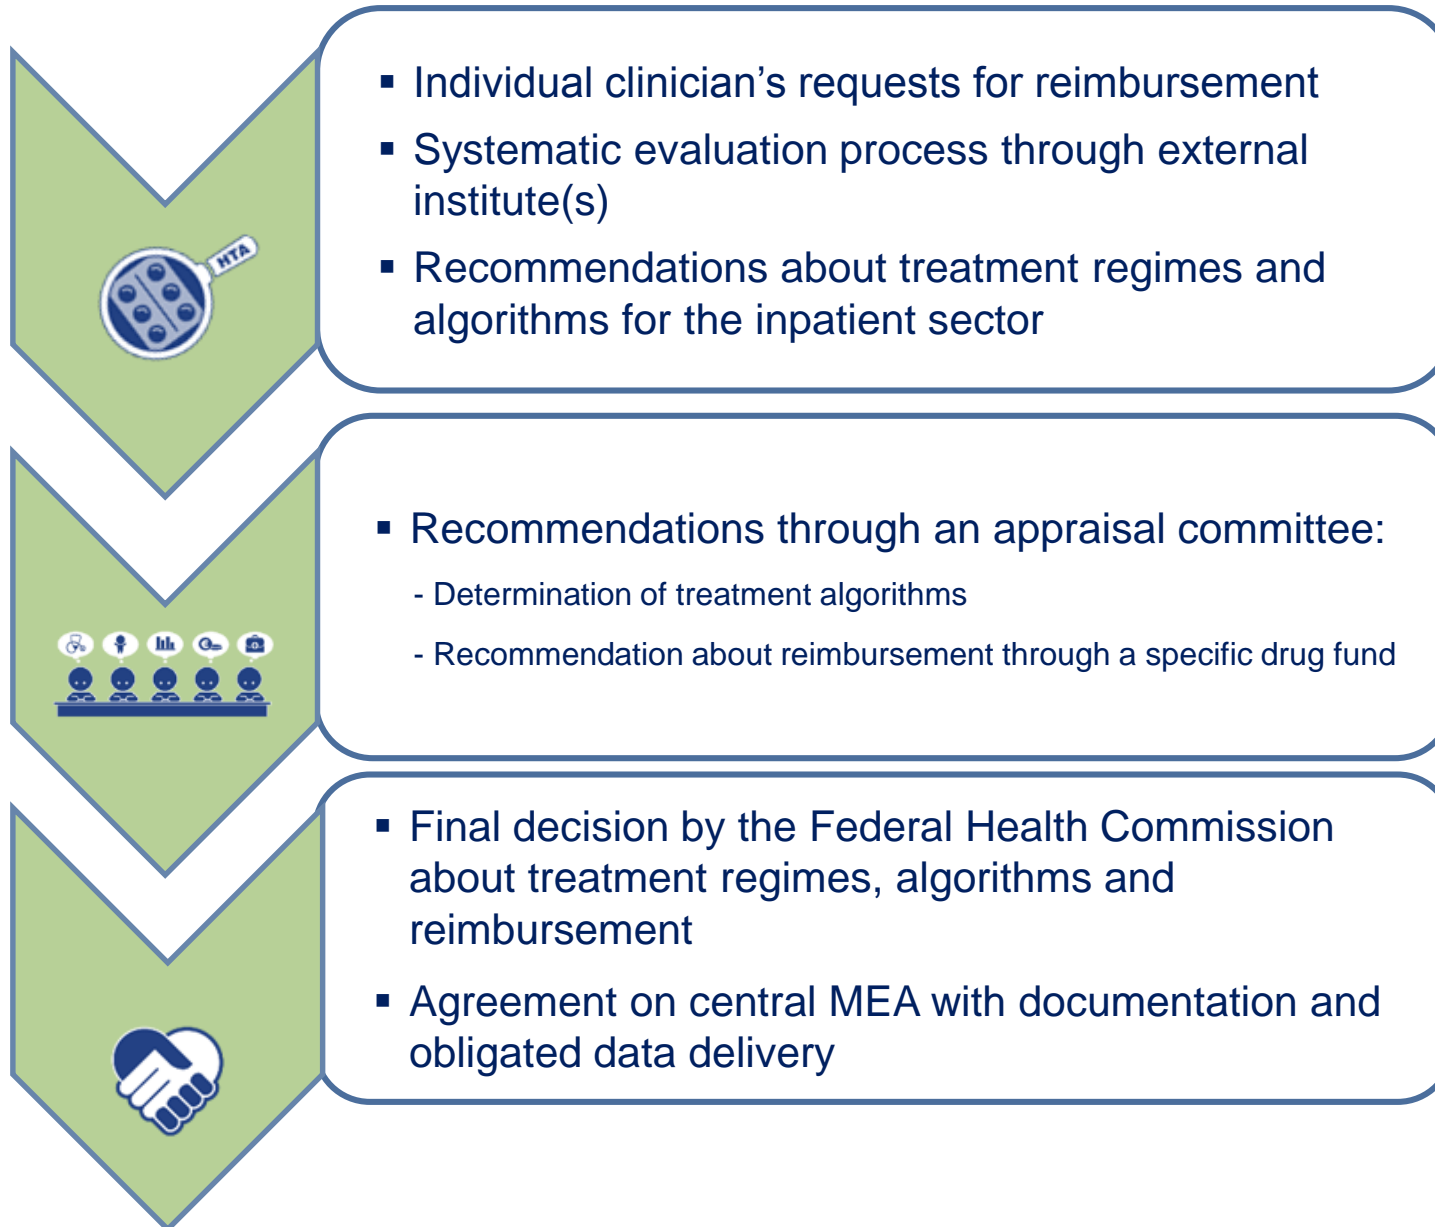 ▪ Individual clinician’s requests for reimbursement
▪ Systematic evaluation process through external
institute(s)
▪ Recommendations about treatment regimes and
algorithms for the inpatient sector
HTA
▪ Recommendations through an appraisal committee:
- Determination of treatment algorithms
- Recommendation about reimbursement through a specific drug fund
▪ Final decision by the Federal Health Commission
about treatment regimes, algorithms and
reimbursement
▪ Agreement on central MEA with documentation and
obligated data delivery